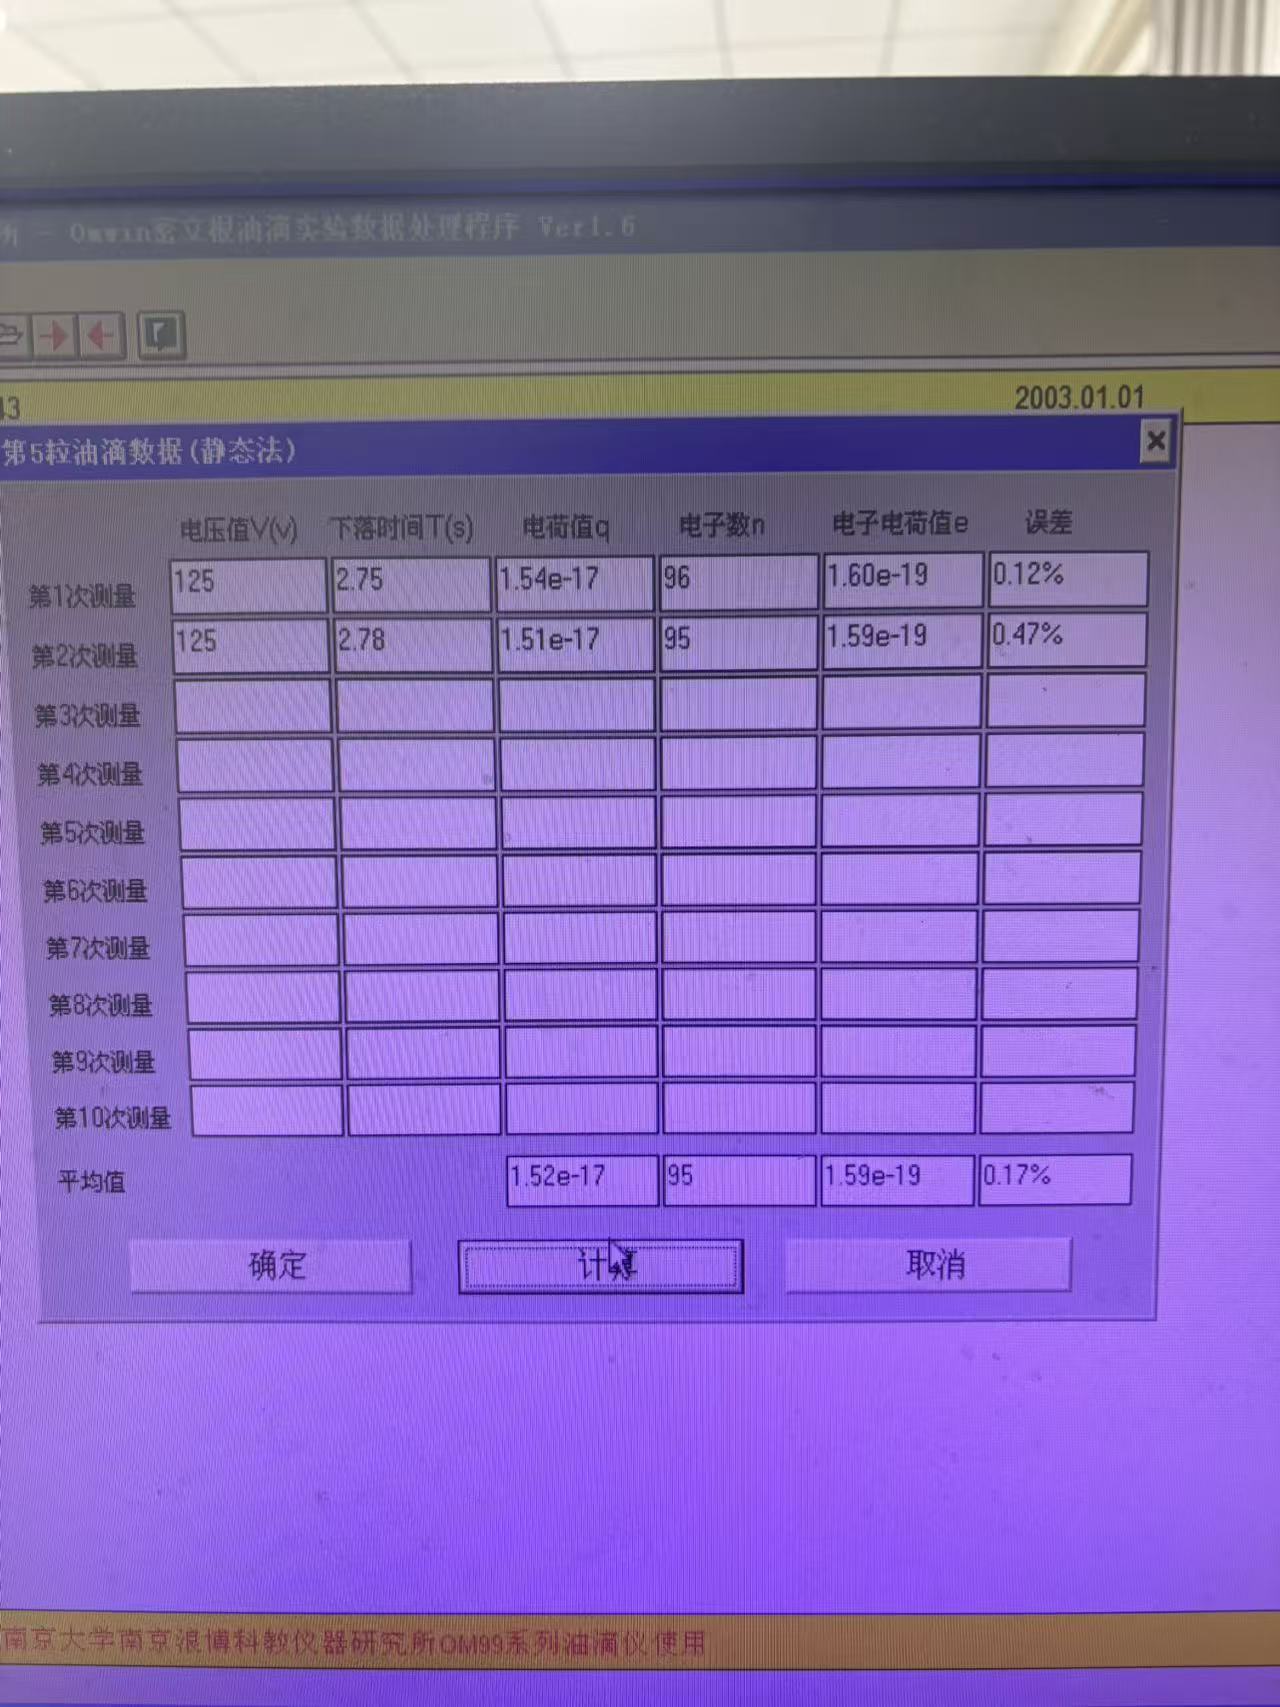 所 - Omwin密立根油滴实验数据处理程序 Ver1.6
43 2003.01.01
第5粒油滴数据(静态法)
电压值V(v) 下落时间T(s) 电荷值q 电子数n 电子电荷值e 误差
第1次测量 125 2.75 1.54e-17 96 1.60e-19 0.12%
第2次测量 125 2.78 1.51e-17 95 1.59e-19 0.47%
第3次测量
第4次测量
第5次测量
第6次测量
第7次测量
第8次测量
第9次测量
第10次测量
平均值 1.52e-17 95 1.59e-19 0.17%
确定 计算 取消
南京大学南京浪博科教仪器研究所OM99系列油滴仪使用